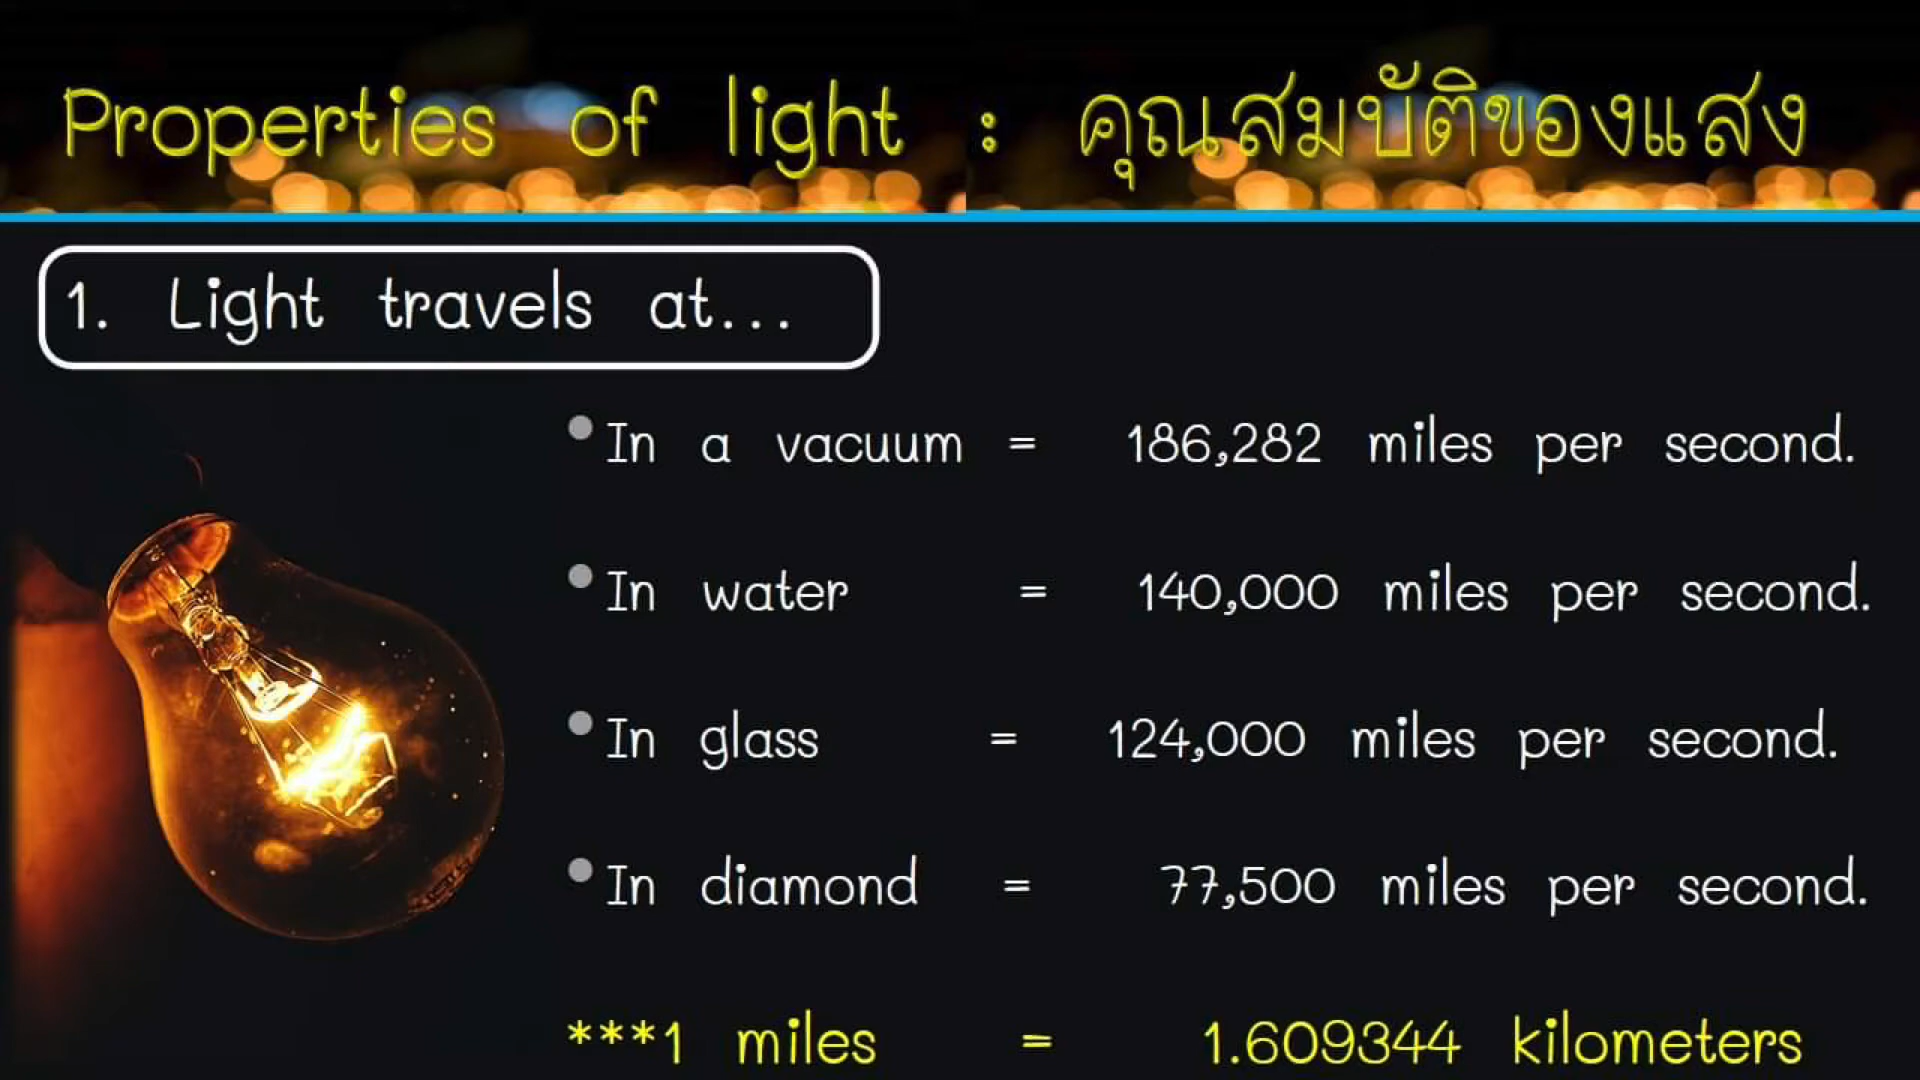 Properties of light : คุณสมบัติของแสง
1. Light travels at...
•In a vacuum = 186,282 miles per second.
•In water = 140,000 miles per second.
•In glass = 124,000 miles per second.
•In diamond = 77,500 miles per second.
***1 miles = 1.609344 kilometers